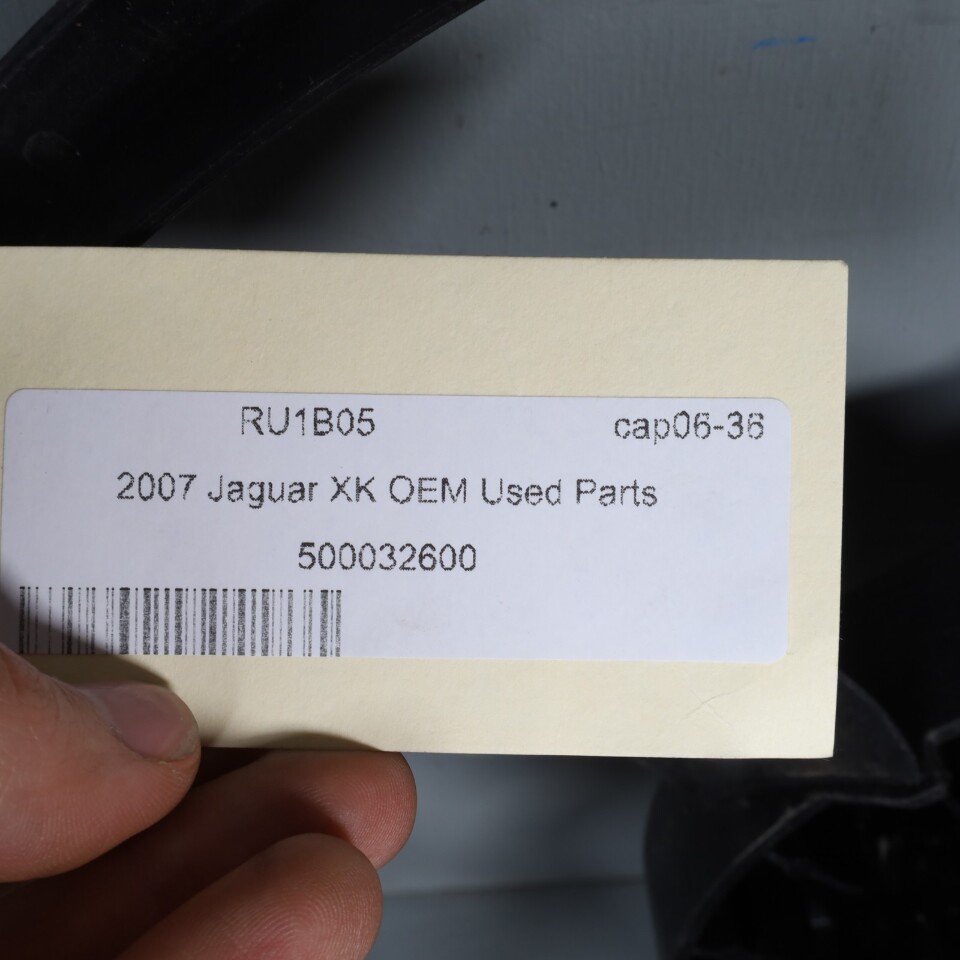 RU1B05 cap06-36
2007 Jaguar XK OEM Used Parts
500032600